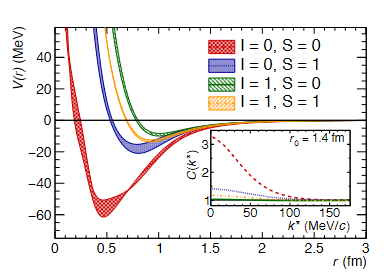 V(r) (MeV)
40
20
0
−20
−40
−60
I = 0, S = 0
I = 0, S = 1
I = 1, S = 0
I = 1, S = 1
r₀ = 1.4 fm
C(k*)
3
2
1
0 50 100 150
k* (MeV/c)
0 0.5 1 1.5 2 2.5 3
r (fm)